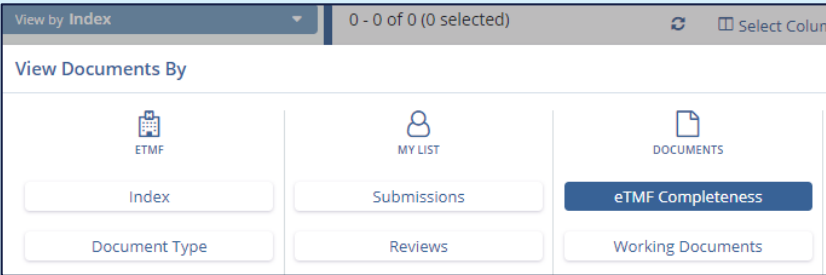 View by Index
0 - 0 of 0 (0 selected)
Select Colum
View Documents By
ETMF
MY LIST
DOCUMENTS
Index
Submissions
eTMF Completeness
Document Type
Reviews
Working Documents